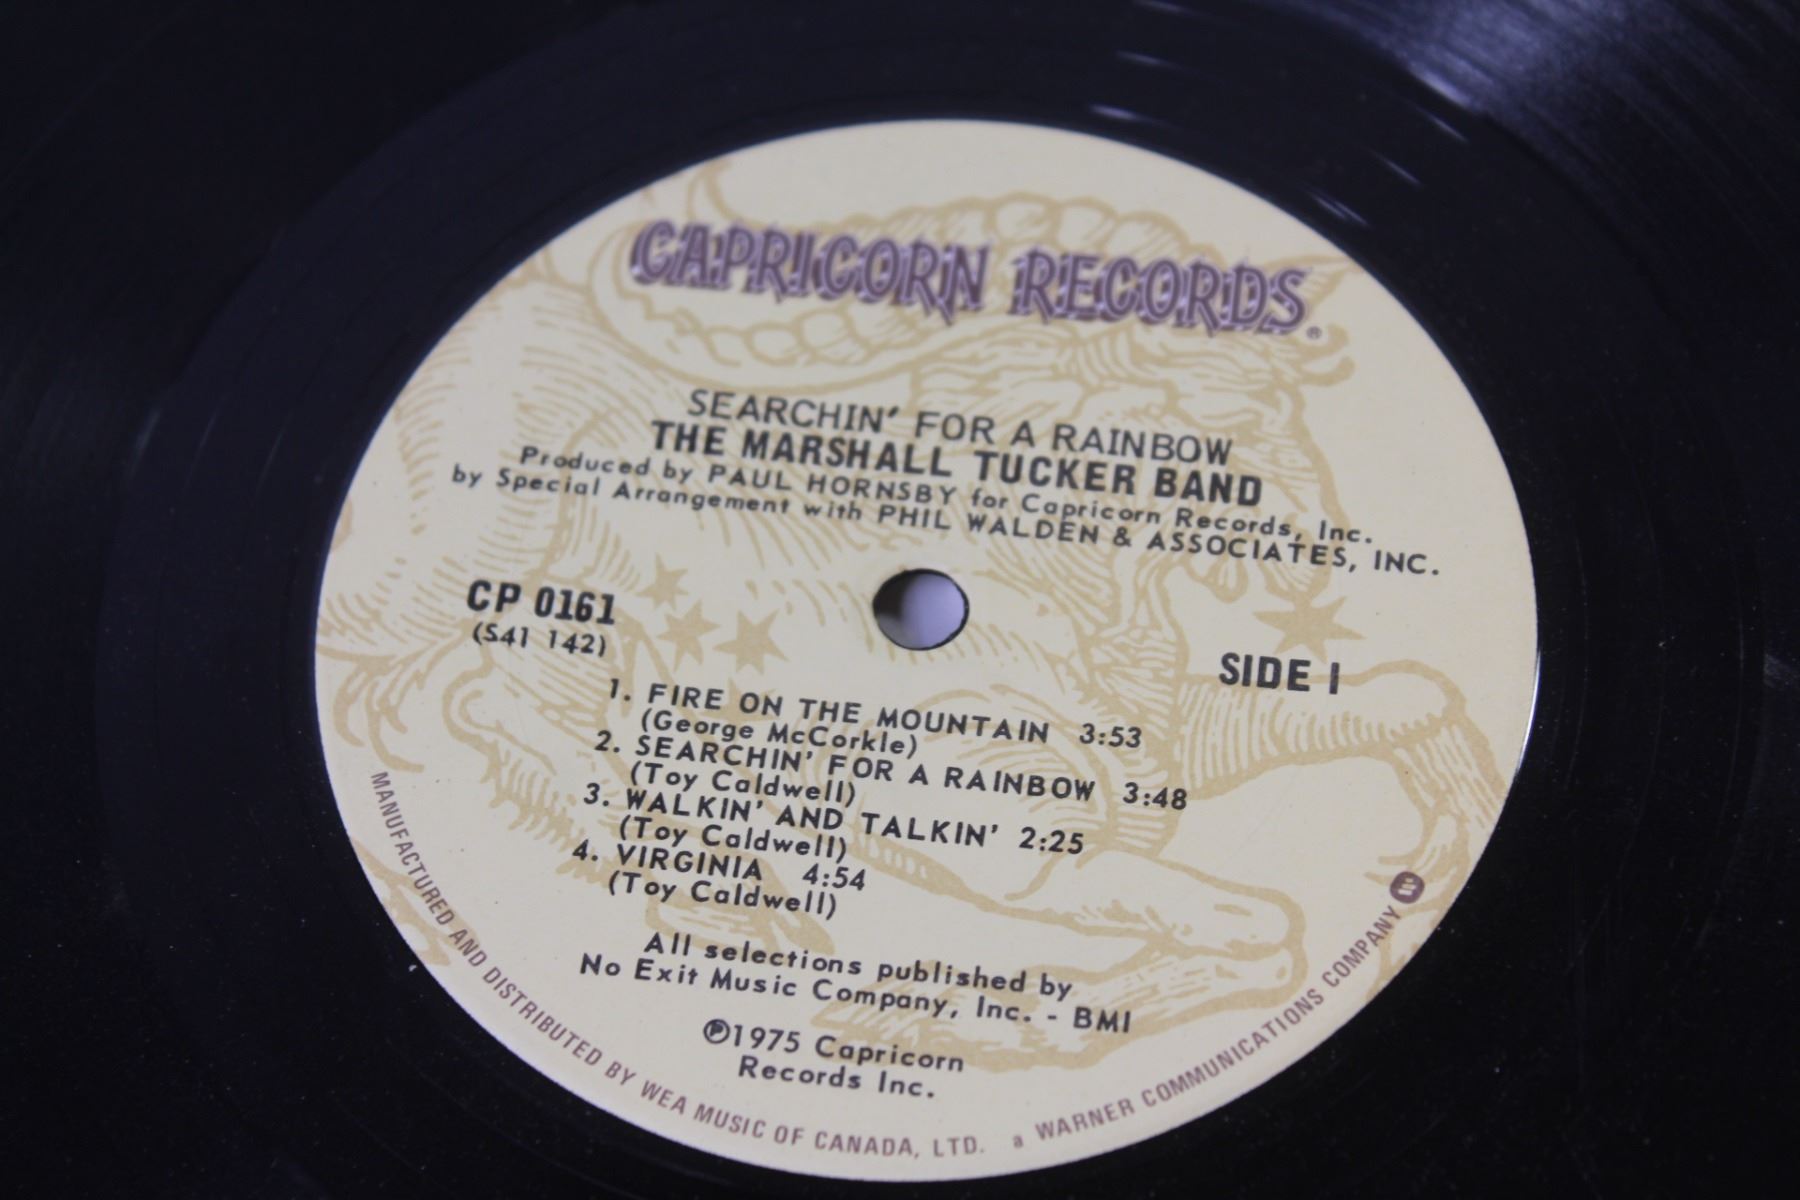 CAPRICORN RECORDS®
SEARCHIN' FOR A RAINBOW
THE MARSHALL TUCKER BAND
Produced by PAUL HORNSBY for Capricorn Records, Inc.
by Special Arrangement with PHIL WALDEN & ASSOCIATES, INC.
CP 0161
(S41 142)
SIDE I
1. FIRE ON THE MOUNTAIN 3:53
(George McCorkle)
2. SEARCHIN' FOR A RAINBOW 3:48
(Toy Caldwell)
3. WALKIN' AND TALKIN' 2:25
(Toy Caldwell)
4. VIRGINIA 4:54
(Toy Caldwell)
All selections published by
No Exit Music Company, Inc. - BMI
℗1975 Capricorn
Records Inc.
MANUFACTURED AND DISTRIBUTED BY WEA MUSIC OF CANADA, LTD. a WARNER COMMUNICATIONS COMPANY